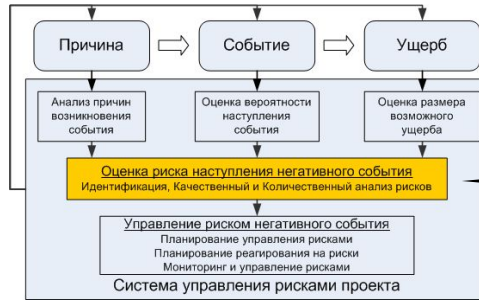 Причина
Событие
Ущерб
Анализ причин
возникновения
события
Оценка вероятности
наступления
события
Оценка размера
возможного
ущерба
Оценка риска наступления негативного события
Идентификация, Качественный и Количественный анализ рисков
Управление риском негативного события
Планирование управления рисками
Планирование реагирования на риски
Мониторинг и управление рисками
Система управления рисками проекта